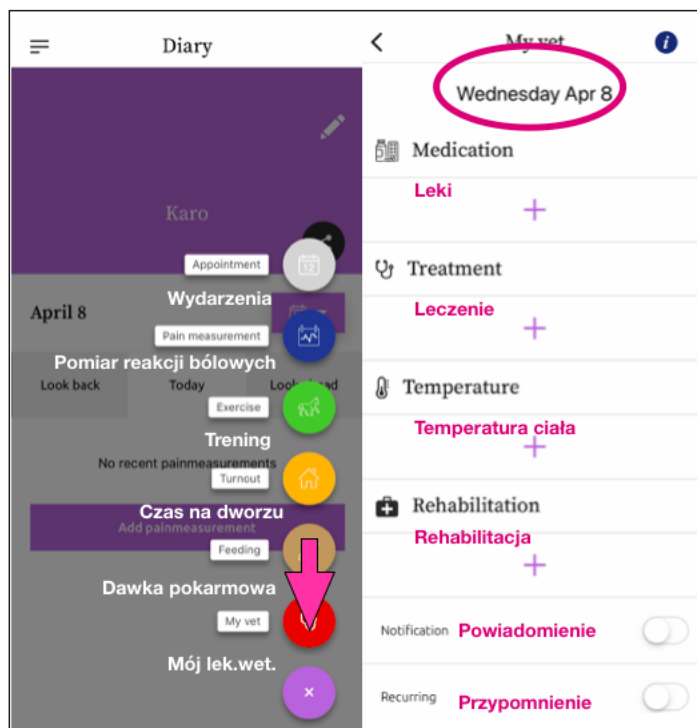 Diary
Karo
Appointment
Wydarzenia
April 8
Pain measurement
Pomiar reakcji bólowych
Look back
Today
Exercise
Trening
No recent painmeasurements
Turnout
Czas na dworzu
Add painmeasurement
Feeding
Dawka pokarmowa
My vet
Mój lek.wet.
My vet
Wednesday Apr 8
Medication
Leki
Treatment
Leczenie
Temperature
Temperatura ciała
Rehabilitation
Rehabilitacja
Notification Powiadomienie
Recurring Przypomnienie